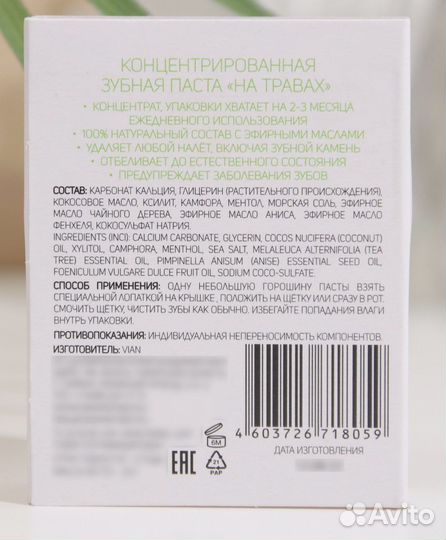 КОНЦЕНТРИРОВАННАЯ
ЗУБНАЯ ПАСТА «НА ТРАВАХ»
• КОНЦЕНТРАТ, УПАКОВКИ ХВАТАЕТ НА 2-3 МЕСЯЦА
ЕЖЕДНЕВНОГО ИСПОЛЬЗОВАНИЯ
• 100% НАТУРАЛЬНЫЙ СОСТАВ С ЭФИРНЫМИ МАСЛАМИ
• УДАЛЯЕТ ЛЮБОЙ НАЛЁТ, ВКЛЮЧАЯ ЗУБНОЙ КАМЕНЬ
• ОТБЕЛИВАЕТ ДО ЕСТЕСТВЕННОГО СОСТОЯНИЯ
• ПРЕДУПРЕЖДАЕТ ЗАБОЛЕВАНИЯ ЗУБОВ
СОСТАВ: КАРБОНАТ КАЛЬЦИЯ, ГЛИЦЕРИН (РАСТИТЕЛЬНОГО ПРОИСХОЖДЕНИЯ),
КОКОСОВОЕ МАСЛО, КСИЛИТ, КАМФОРА, МЕНТОЛ, МОРСКАЯ СОЛЬ, ЭФИРНОЕ
МАСЛО ЧАЙНОГО ДЕРЕВА, ЭФИРНОЕ МАСЛО АНИСА, ЭФИРНОЕ МАСЛО
ФЕНХЕЛЯ, КОКОСУЛЬФАТ НАТРИЯ.
INGREDIENTS (INCI): CALCIUM CARBONATE, GLYCERIN, COCOS NUCIFERA (COCONUT)
OIL, XYLITOL, CAMPHORA, MENTHOL, SEA SALT, MELALEUCA ALTERNIFOLIA (TEA
TREE) ESSENTIAL OIL, PIMPINELLA ANISUM (ANISE) ESSENTIAL SEED OIL,
FOENICULUM VULGARE DULCE FRUIT OIL, SODIUM COCO-SULFATE.
СПОСОБ ПРИМЕНЕНИЯ: ОДНУ НЕБОЛЬШУЮ ГОРОШИНУ ПАСТЫ ВЗЯТЬ
СПЕЦИАЛЬНОЙ ЛОПАТКОЙ НА КРЫШКЕ , ПОЛОЖИТЬ НА ЩЁТКУ ИЛИ СРАЗУ В РОТ.
СМОЧИТЬ ЩЁТКУ, ЧИСТИТЬ ЗУБЫ КАК ОБЫЧНО. ИЗБЕГАЙТЕ ПОПАДАНИЯ ВЛАГИ
ВНУТРЬ УПАКОВКИ.
ПРОТИВОПОКАЗАНИЯ: ИНДИВИДУАЛЬНАЯ НЕПЕРЕНОСИМОСТЬ КОМПОНЕНТОВ.
ИЗГОТОВИТЕЛЬ: VIAN
6M
EAC
21
PAP
4 603726 718059
ДАТА ИЗГОТОВЛЕНИЯ
Avito